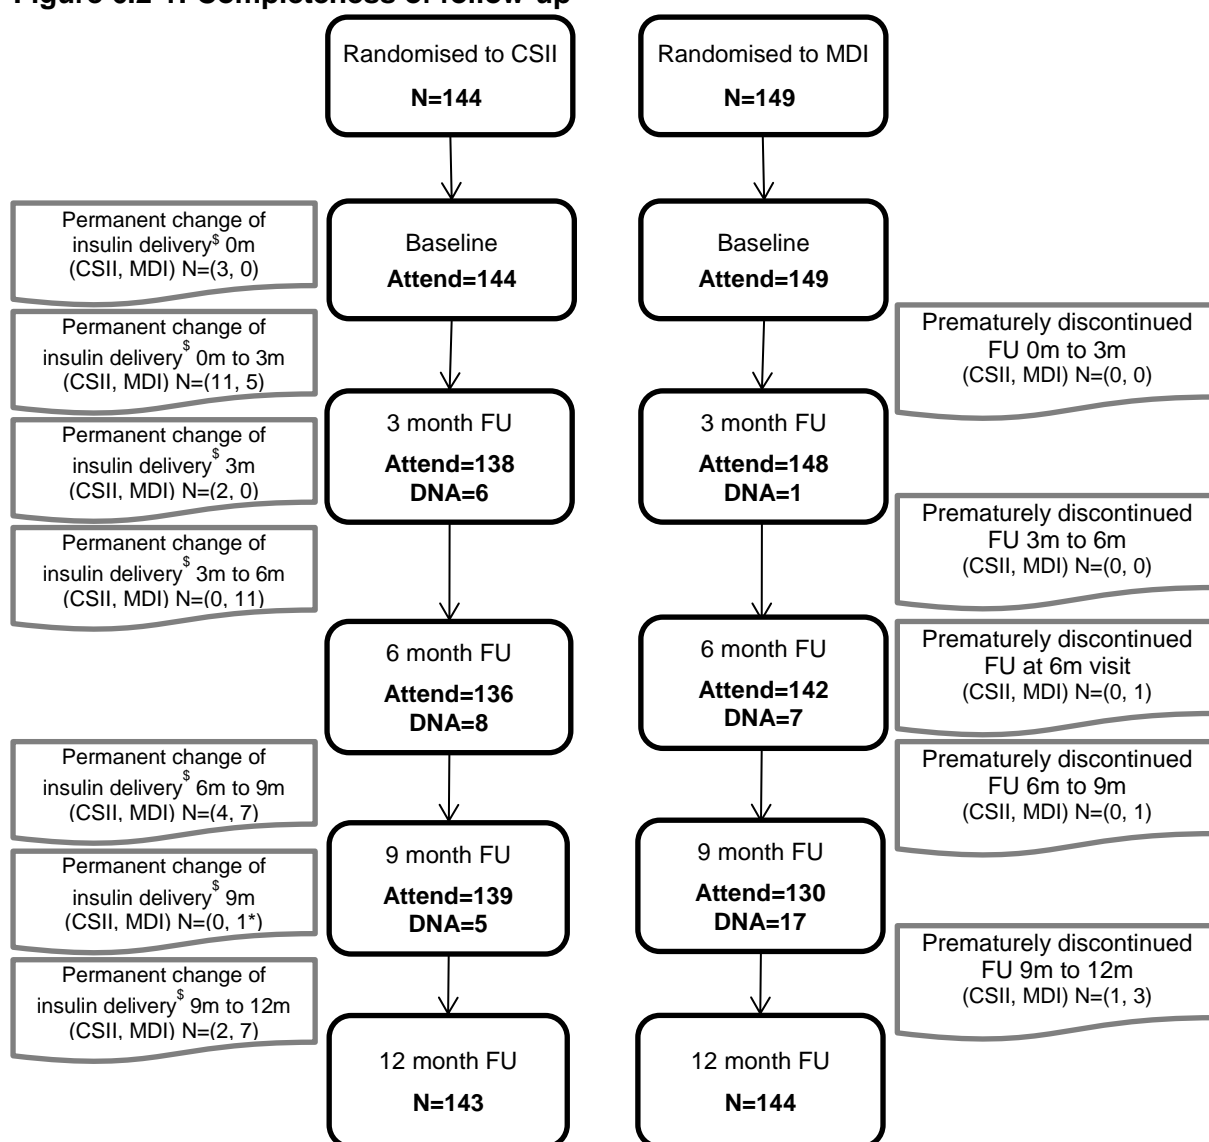 Figure 6.2-1: Completeness of follow-up
Randomised to CSII
N=144
Randomised to MDI
N=149
Permanent change of
insulin delivery$ 0m
(CSII, MDI) N=(3, 0)
Baseline
Attend=144
Baseline
Attend=149
Permanent change of
insulin delivery$ 0m to 3m
(CSII, MDI) N=(11, 5)
Prematurely discontinued
FU 0m to 3m
(CSII, MDI) N=(0, 0)
3 month FU
Attend=138
DNA=6
3 month FU
Attend=148
DNA=1
Permanent change of
insulin delivery$ 3m
(CSII, MDI) N=(2, 0)
Permanent change of
insulin delivery$ 3m to 6m
(CSII, MDI) N=(0, 11)
Prematurely discontinued
FU 3m to 6m
(CSII, MDI) N=(0, 0)
6 month FU
Attend=136
DNA=8
6 month FU
Attend=142
DNA=7
Prematurely discontinued
FU at 6m visit
(CSII, MDI) N=(0, 1)
Permanent change of
insulin delivery$ 6m to 9m
(CSII, MDI) N=(4, 7)
Prematurely discontinued
FU 6m to 9m
(CSII, MDI) N=(0, 1)
Permanent change of
insulin delivery$ 9m
(CSII, MDI) N=(0, 1*)
9 month FU
Attend=139
DNA=5
9 month FU
Attend=130
DNA=17
Permanent change of
insulin delivery$ 9m to 12m
(CSII, MDI) N=(2, 7)
Prematurely discontinued
FU 9m to 12m
(CSII, MDI) N=(1, 3)
12 month FU
N=143
12 month FU
N=144